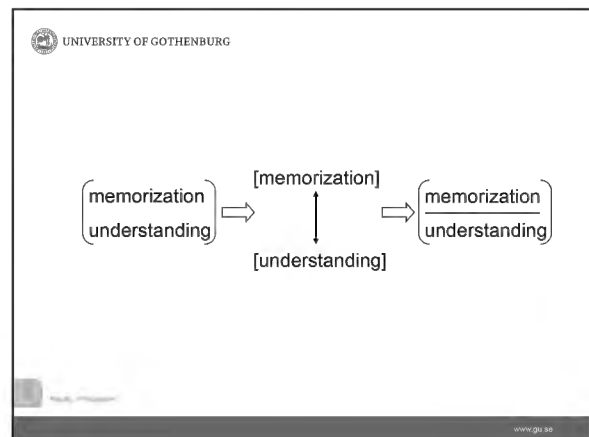 UNIVERSITY OF GOTHENBURG
memorization
understanding
[memorization]
[understanding]
memorization
understanding
www.gu.se